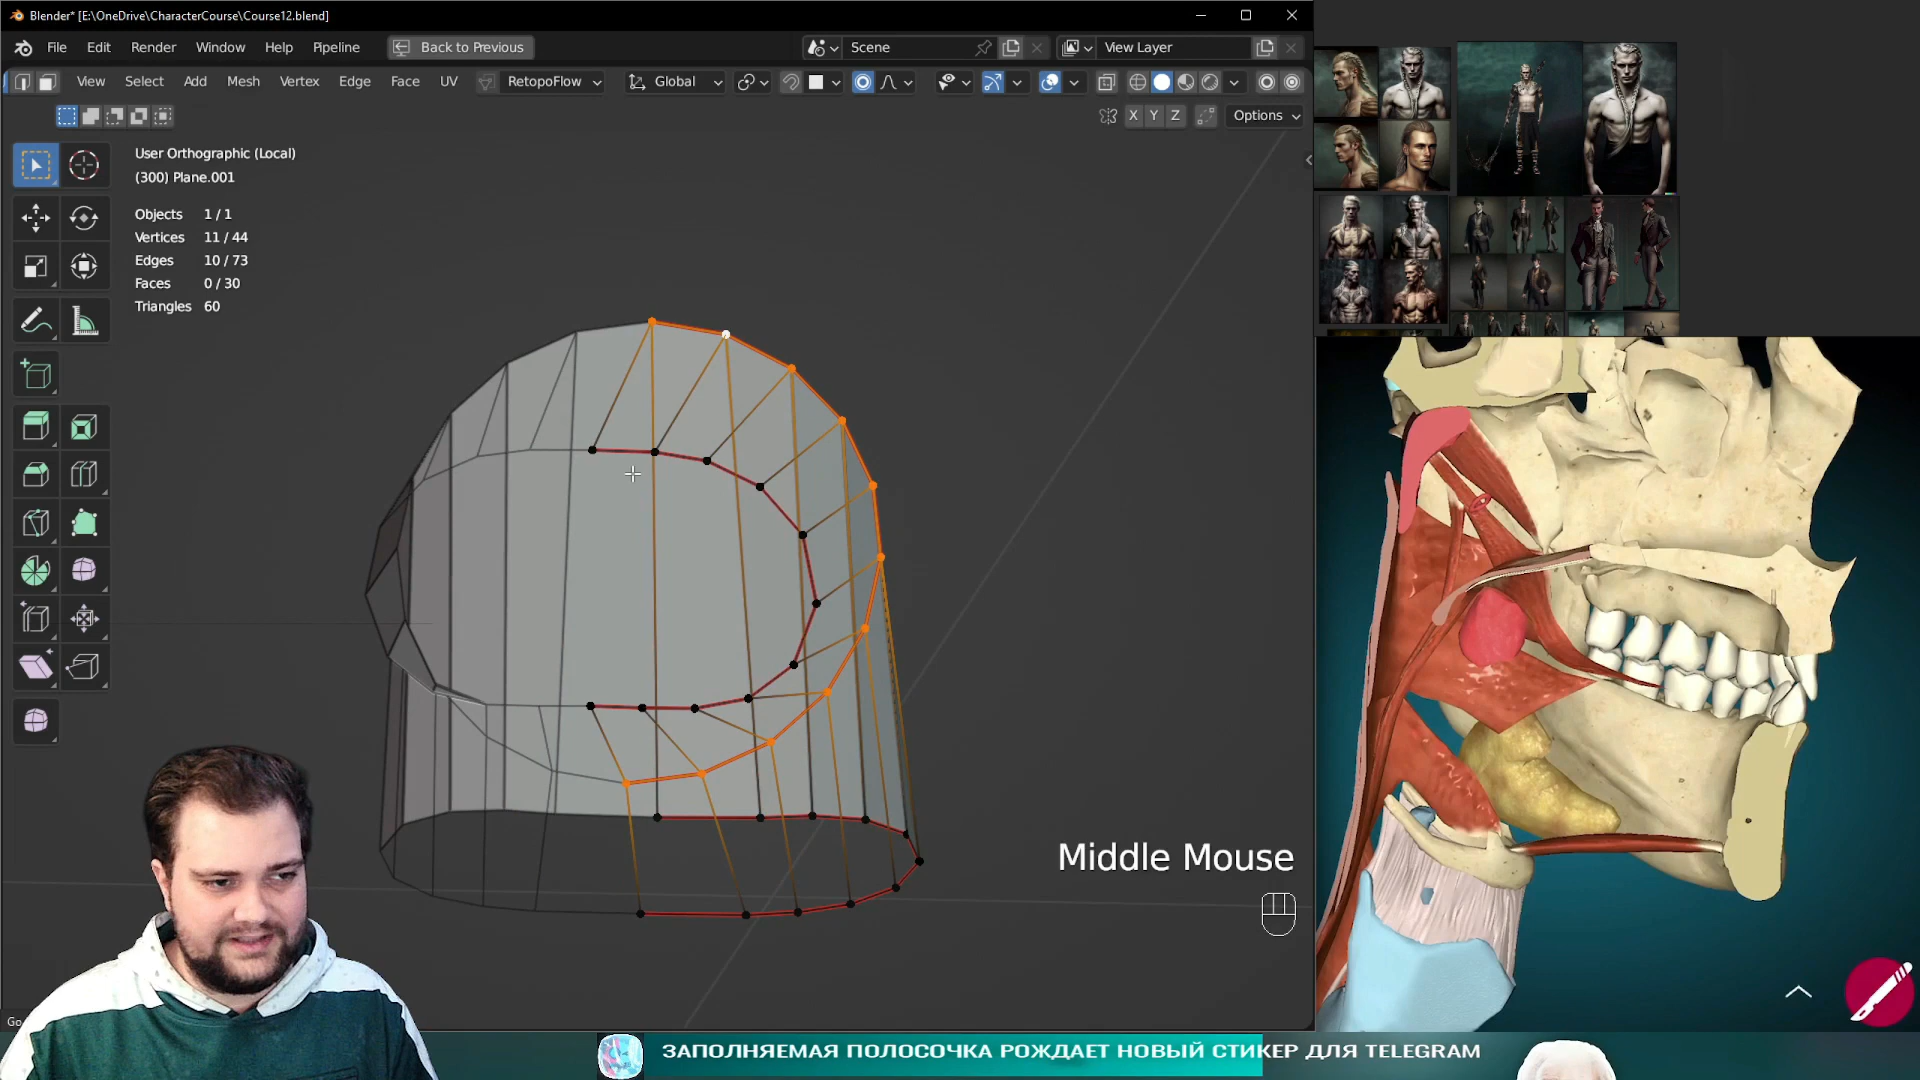 Blender* [E:\OneDrive\CharacterCourse\Course12.blend]
File Edit Render Window Help Pipeline Back to Previous Scene View Layer
View Select Add Mesh Vertex Edge Face UV RetopoFlow Global
X Y Z Options
User Orthographic (Local)
(300) Plane.001
Objects 1 / 1
Vertices 11 / 44
Edges 10 / 73
Faces 0 / 30
Triangles 60
Middle Mouse
Go
ЗАПОЛНЯЕМАЯ ПОЛОСОЧКА РОЖДАЕТ НОВЫЙ СТИКЕР ДЛЯ TELEGRAM